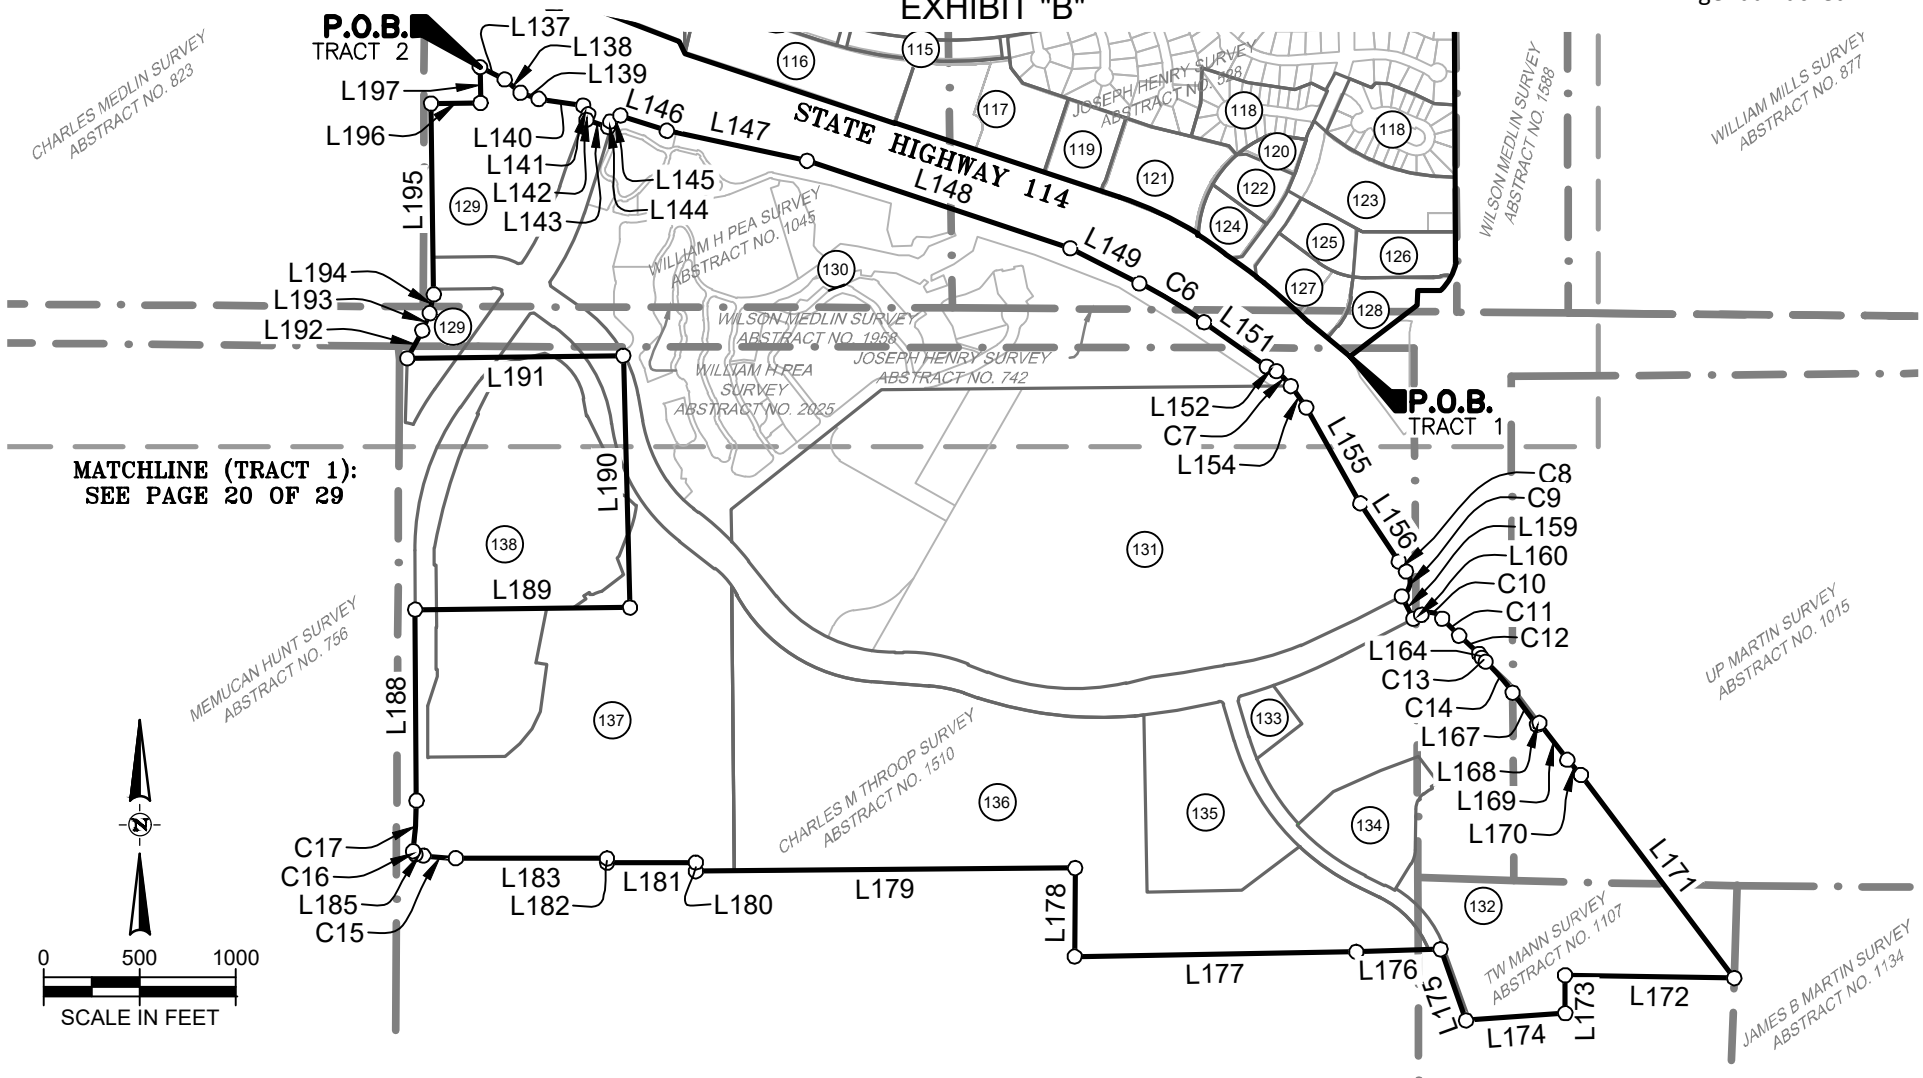 EXHIBIT "B"
P.O.B.
TRACT 2
L137
L138
L139
L197
L196
L140
L141
L142
L143
L146
L147
L145
L144
L148
L149
C6
L151
L152
C7
L154
L155
L156
C8
C9
L159
L160
C10
C11
C12
L164
C13
C14
L167
L168
L169
L170
L171
L172
L173
L174
L175
L176
L177
L178
L179
L180
L181
L182
L183
C15
L185
C16
C17
L188
L189
L190
L191
L192
L193
L194
L195
STATE HIGHWAY 114
P.O.B.
TRACT 1
MATCHLINE (TRACT 1):
SEE PAGE 20 OF 29
CHARLES MEDLIN SURVEY
ABSTRACT NO. 823
WILLIAM H PEA SURVEY
ABSTRACT NO. 1045
JOSEPH HENRY SURVEY
ABSTRACT NO. 528
WILSON MEDLIN SURVEY
ABSTRACT NO. 1588
WILLIAM MILLS SURVEY
ABSTRACT NO. 877
WILSON MEDLIN SURVEY
ABSTRACT NO. 1958
JOSEPH HENRY SURVEY
ABSTRACT NO. 742
WILLIAM H PEA
SURVEY
ABSTRACT NO. 2025
MEMUCAN HUNT SURVEY
ABSTRACT NO. 756
CHARLES M THROOP SURVEY
ABSTRACT NO. 1510
UP MARTIN SURVEY
ABSTRACT NO. 1015
TW MANN SURVEY
ABSTRACT NO. 1107
JAMES B MARTIN SURVEY
ABSTRACT NO. 1134
115
116
117
118
118
119
120
121
122
123
124
125
126
127
128
129
129
130
131
132
133
134
135
136
137
138
N
0 500 1000
SCALE IN FEET